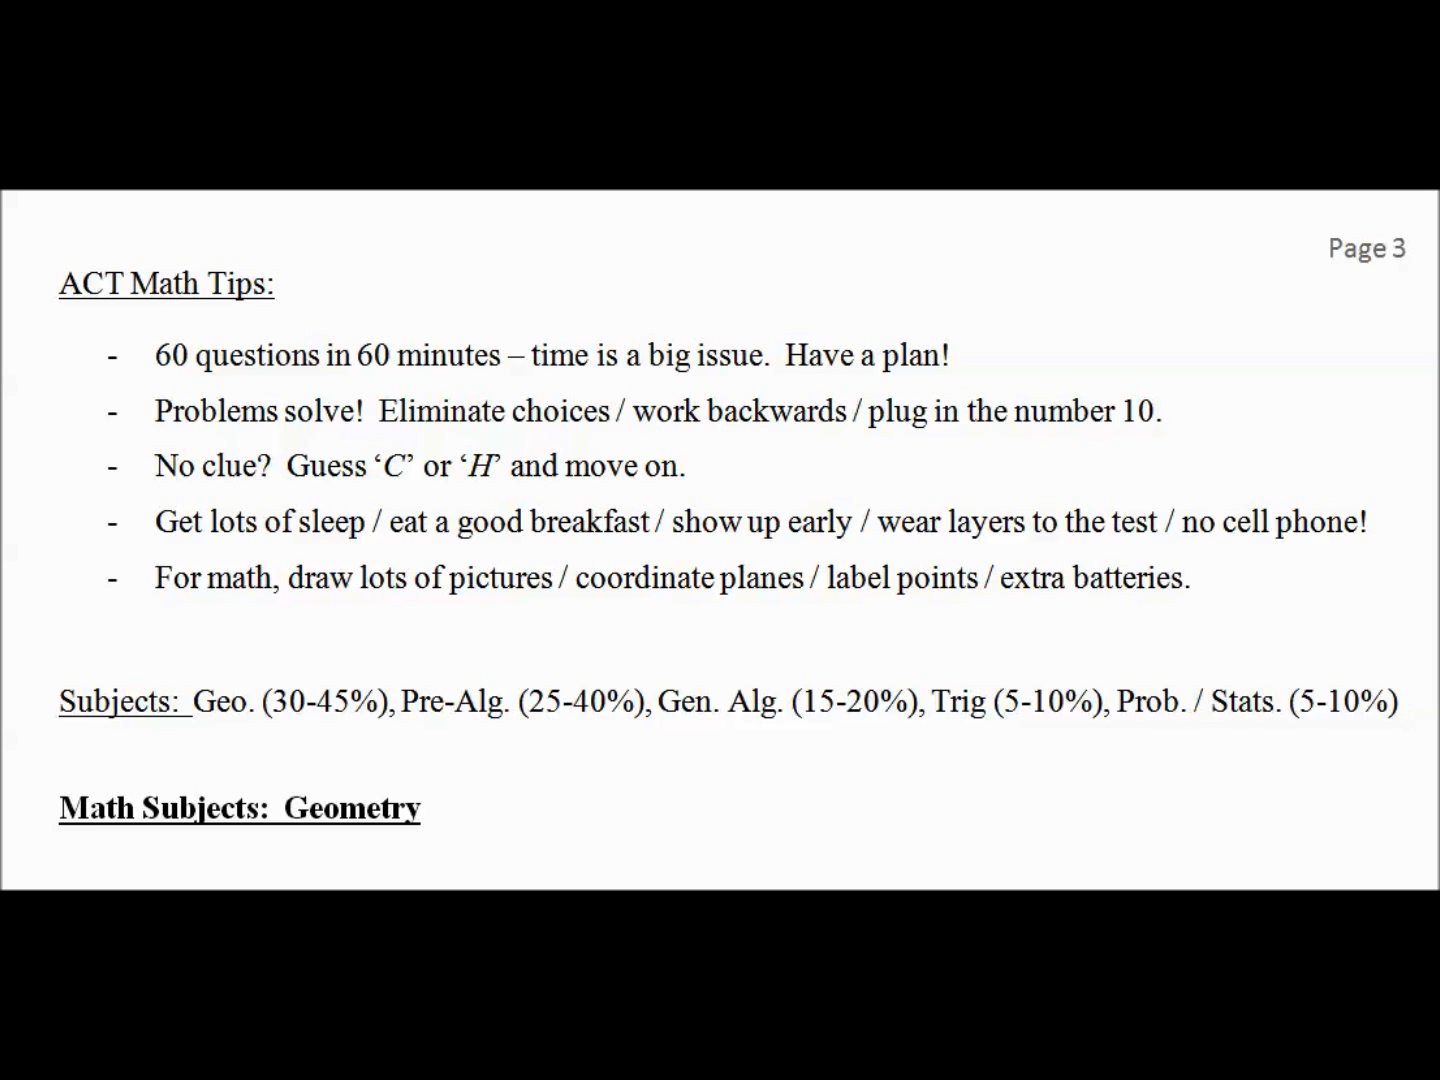 Page 3
ACT Math Tips:
- 60 questions in 60 minutes – time is a big issue.  Have a plan!
- Problems solve!  Eliminate choices / work backwards / plug in the number 10.
- No clue?  Guess ‘C’ or ‘H’ and move on.
- Get lots of sleep / eat a good breakfast / show up early / wear layers to the test / no cell phone!
- For math, draw lots of pictures / coordinate planes / label points / extra batteries.
Subjects:  Geo. (30-45%), Pre-Alg. (25-40%), Gen. Alg. (15-20%), Trig (5-10%), Prob. / Stats. (5-10%)
Math Subjects:  Geometry